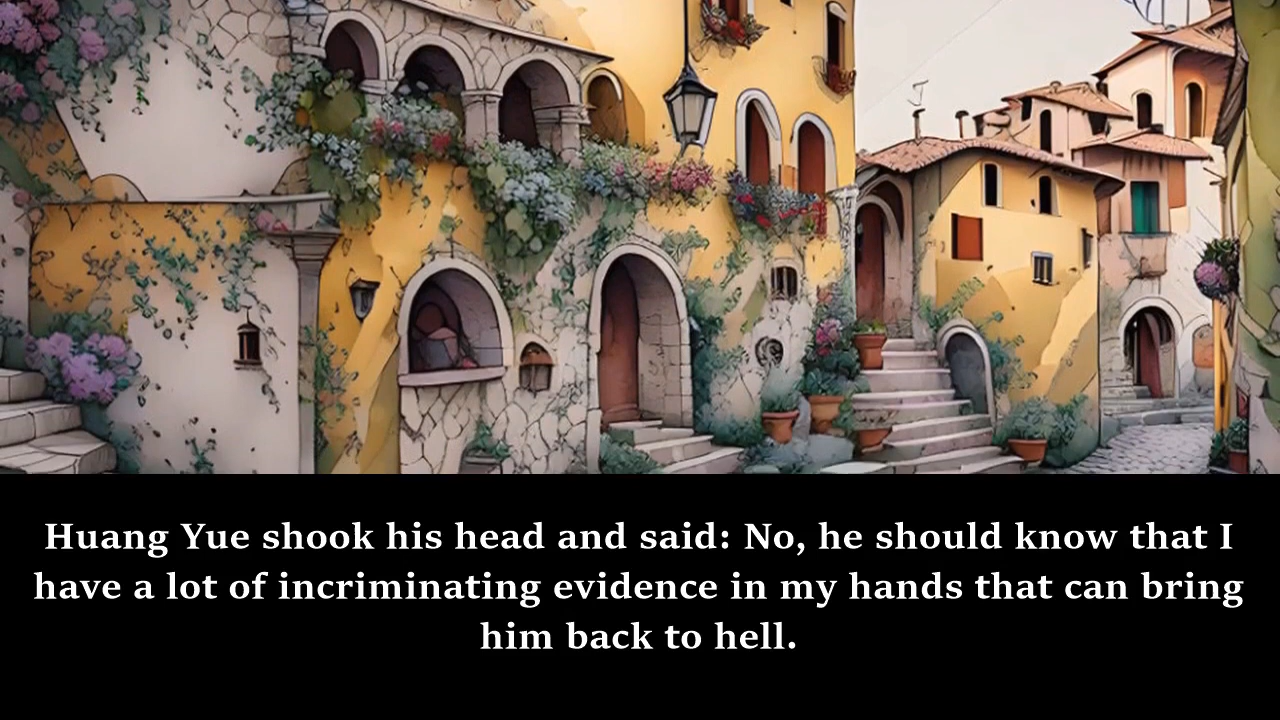 Huang Yue shook his head and said: No, he should know that I
have a lot of incriminating evidence in my hands that can bring
him back to hell.